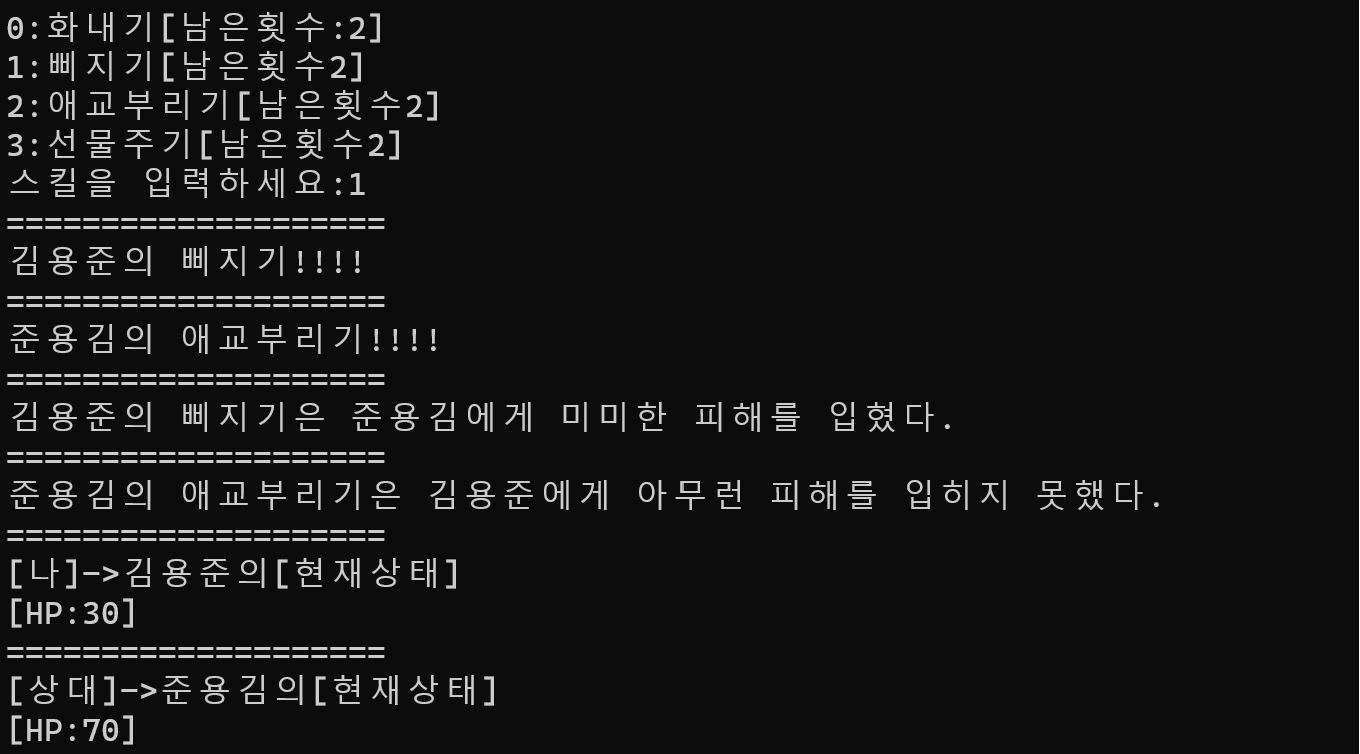 0:화내기[남은횟수:2]
1:삐지기[남은횟수2]
2:애교부리기[남은횟수2]
3:선물주기[남은횟수2]
스킬을 입력하세요:1
====================
김용준의 삐지기!!!!
====================
준용김의 애교부리기!!!!
====================
김용준의 삐지기은 준용김에게 미미한 피해를 입혔다.
====================
준용김의 애교부리기은 김용준에게 아무런 피해를 입히지 못했다.
====================
[나]->김용준의[현재상태]
[HP:30]
====================
[상대]->준용김의[현재상태]
[HP:70]